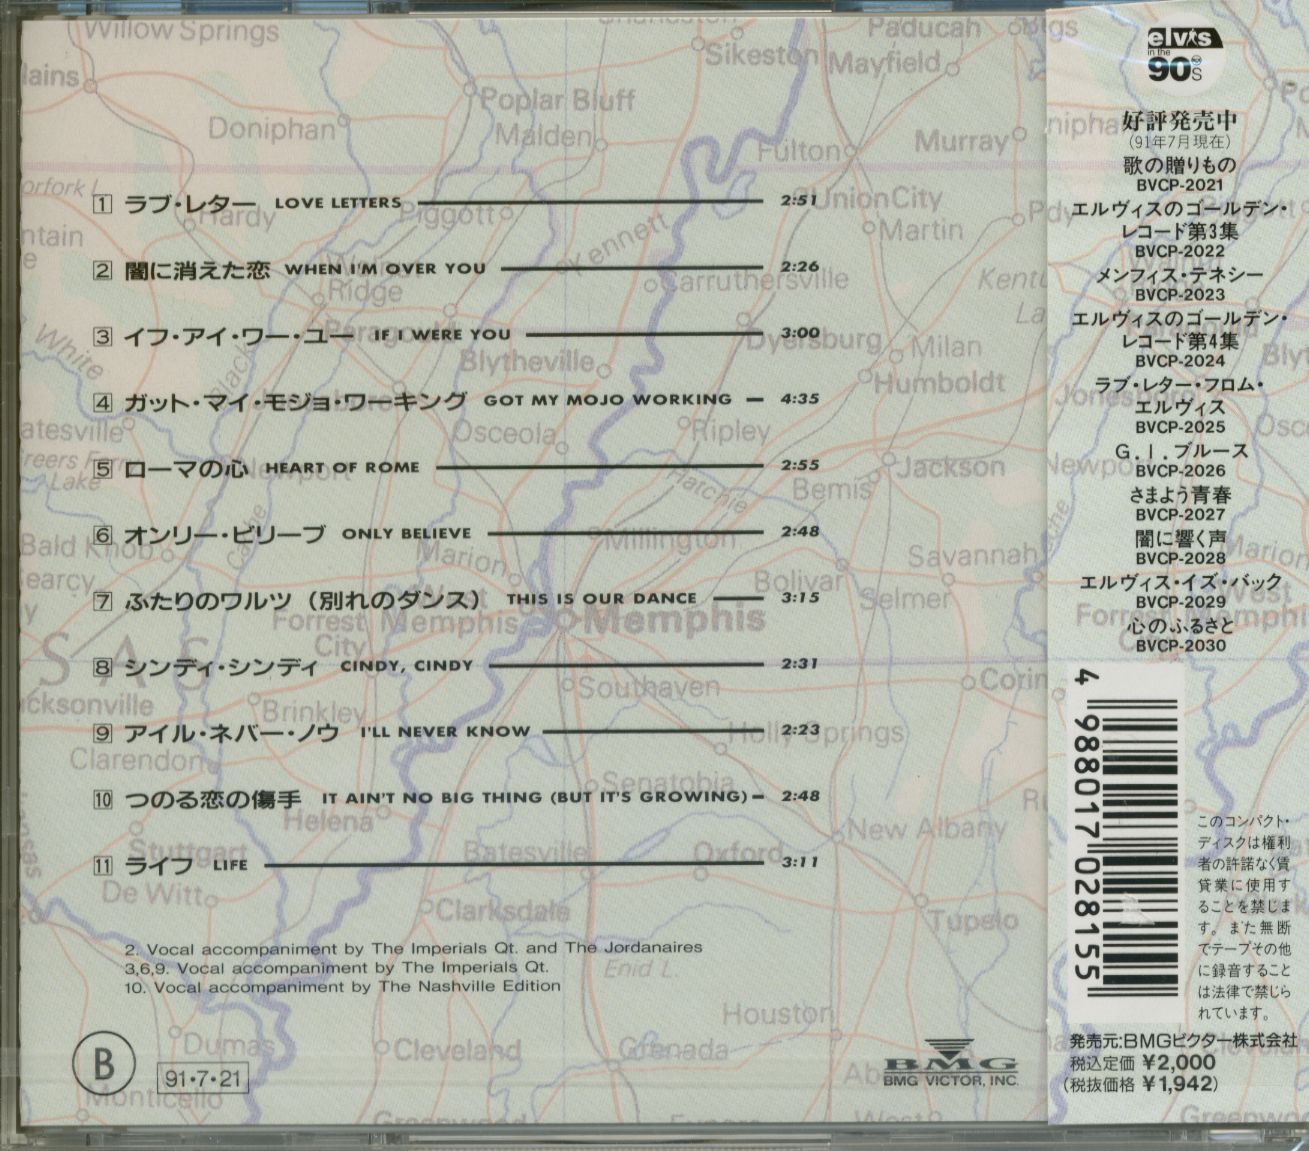 1 ラブ・レター LOVE LETTERS 2:51
2 闇に消えた恋 WHEN I'M OVER YOU 2:26
3 イフ・アイ・ワー・ユー IF I WERE YOU 3:00
4 ガット・マイ・モジョ・ワーキング GOT MY MOJO WORKING 4:35
5 ローマの心 HEART OF ROME 2:55
6 オンリー・ビリーブ ONLY BELIEVE 2:48
7 ふたりのワルツ（別れのダンス） THIS IS OUR DANCE 3:15
8 シンディ・シンディ CINDY, CINDY 2:31
9 アイル・ネバー・ノウ I'LL NEVER KNOW 2:23
10 つのる恋の傷手 IT AIN'T NO BIG THING (BUT IT'S GROWING) 2:48
11 ライフ LIFE 3:11
2. Vocal accompaniment by The Imperials Qt. and The Jordanaires
3,6,9. Vocal accompaniment by The Imperials Qt.
10. Vocal accompaniment by The Nashville Edition
B
91・7・21
BMG
BMG VICTOR, INC.
elvis
in the
90s
好評発売中
（91年7月現在）
歌の贈りもの
BVCP-2021
エルヴィスのゴールデン・
レコード第3集
BVCP-2022
メンフィス・テネシー
BVCP-2023
エルヴィスのゴールデン・
レコード第4集
BVCP-2024
ラブ・レター・フロム・
エルヴィス
BVCP-2025
G.I.ブルース
BVCP-2026
さまよう青春
BVCP-2027
闇に響く声
BVCP-2028
エルヴィス・イズ・バック
BVCP-2029
心のふるさと
BVCP-2030
4 988017 028155
このコンパクト・
ディスクは権利
者の許諾なく賃
貸業に使用す
ることを禁じま
す。また無断
でテープその他
に録音すること
は法律で禁じら
れています。
発売元:BMGビクター株式会社
税込定価 ¥2,000
(税抜価格 ¥1,942)
Willow Springs
Sikeston
Paducah
Mayfield
Poplar Bluff
Doniphan
Malden
Fulton
Murray
Hardy
Piggott
Union City
Martin
Carruthersville
Ridge
Blytheville
Dyersburg
Milan
Humboldt
White
Black
Osceola
Ripley
Newport
Jackson
Bemis
Hatchie
Bald Knob
Marion
Millington
Bolivar
Savannah
Selmer
Forrest
City
Memphis
Memphis
Southaven
Brinkley
Holly Springs
Clarendon
Senatobia
Helena
New Albany
Stuttgart
Batesville
Oxford
De Witt
Clarksdale
Tupelo
Enid L.
Houston
Dumas
Cleveland
Grenada
Monticello
Greenwood